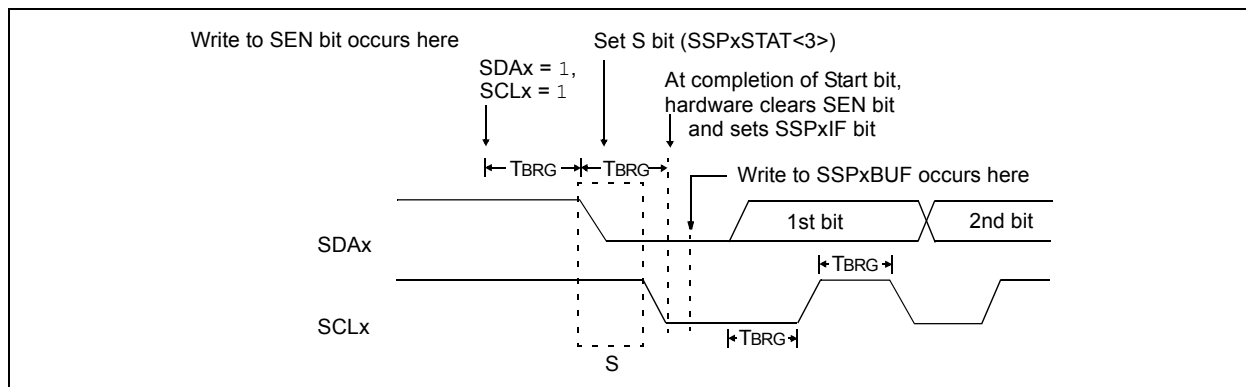 Write to SEN bit occurs here
Set S bit (SSPxSTAT<3>)
SDAx = 1,
SCLx = 1
At completion of Start bit,
hardware clears SEN bit
and sets SSPxIF bit
TBRG
TBRG
Write to SSPxBUF occurs here
SDAx
1st bit
2nd bit
TBRG
SCLx
TBRG
S